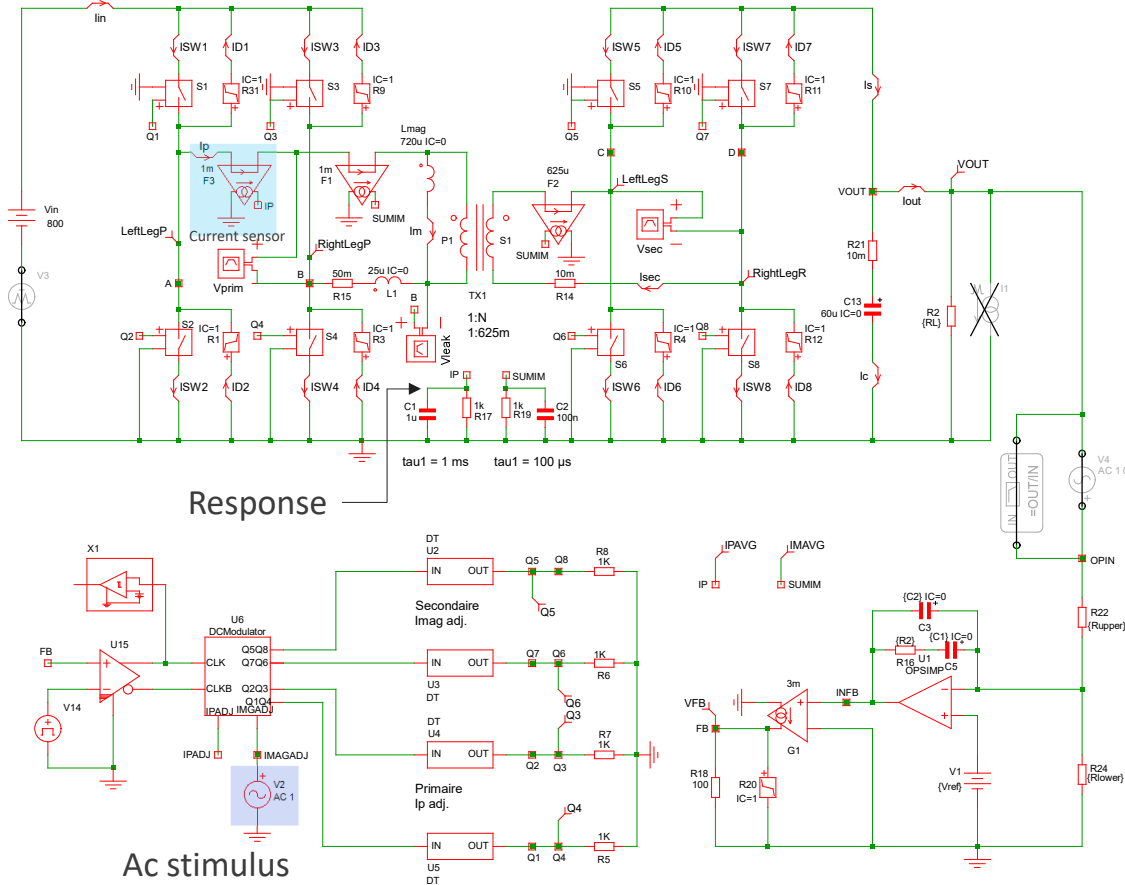 Iin
ISW1
ID1
ISW3
ID3
ISW5
ID5
ISW7
ID7
S1
IC=1
R31
S3
IC=1
R9
S5
IC=1
R10
S7
IC=1
R11
Is
Q1
Q3
Q5
Q7
Lmag
720u IC=0
Ip
1m
F3
IP
1m
F1
SUMIM
625u
F2
C
D
LeftLegS
VOUT
VOUT
Iout
Vin
800
LeftLegP
Current sensor
RightLegP
Im
P1
S1
SUMIM
Vsec
R21
10m
V3
Vprim
A
B
50m
R15
25u IC=0
L1
TX1
1:N
1:625m
10m
R14
Isec
RightLegR
C13
60u IC=0
R2
{RL}
I1
Q2
S2
IC=1
R1
Q4
S4
IC=1
R3
B
Vleak
Q6
S6
IC=1
R4
Q8
S8
IC=1
R12
ISW2
ID2
ISW4
ID4
IP
SUMIM
ISW6
ID6
ISW8
ID8
Ic
C1
1u
1k
R17
1k
R19
C2
100n
tau1 = 1 ms
tau1 = 100 µs
Response
IN
OUT
=OUT/IN
V4
AC 1 0
OPIN
X1
U6
DCModulator
DT
U2
IN
OUT
Q5
Q8
R8
1K
Q5
Secondaire
Imag adj.
IPAVG
IMAVG
IP
SUMIM
FB
U15
CLK
CLKB
Q5Q8
Q7Q6
Q2Q3
Q1Q4
IPADJ
IMGADJ
IN
OUT
U3
DT
Q7
Q6
1K
R6
Q6
{C2} IC=0
C3
{R2}
R16
{C1} IC=0
C5
U1
OPSIMP
R22
{Rupper}
V14
IPADJ
IMAGADJ
V2
AC 1
DT
U4
IN
OUT
Q3
Q2
Q3
R7
1K
Primaire
Ip adj.
VFB
FB
3m
G1
INFB
R18
100
R20
IC=1
V1
{Vref}
R24
{Rlower}
Q4
IN
OUT
U5
DT
Q1
Q4
1K
R5
Ac stimulus